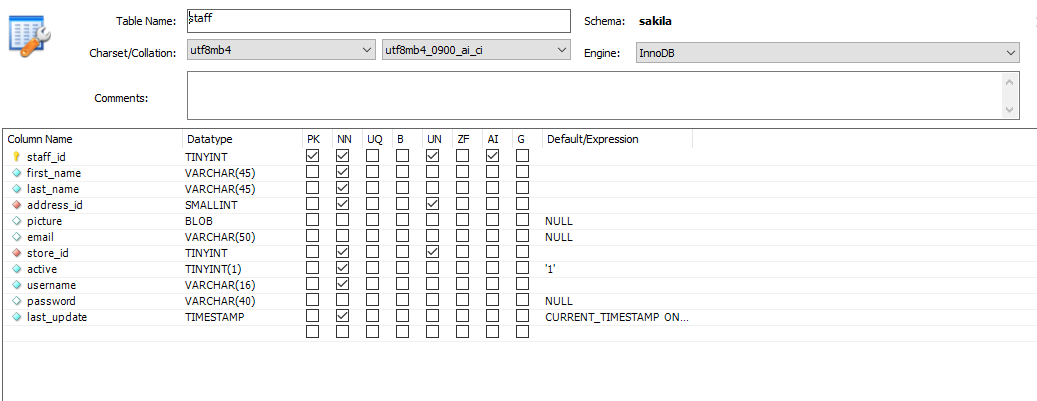 Table Name: staff Schema: sakila
Charset/Collation: utf8mb4 utf8mb4_0900_ai_ci Engine: InnoDB
Comments:
Column Name Datatype PK NN UQ B UN ZF AI G Default/Expression
staff_id TINYINT
first_name VARCHAR(45)
last_name VARCHAR(45)
address_id SMALLINT
picture BLOB NULL
email VARCHAR(50) NULL
store_id TINYINT
active TINYINT(1) '1'
username VARCHAR(16)
password VARCHAR(40) NULL
last_update TIMESTAMP CURRENT_TIMESTAMP ON...